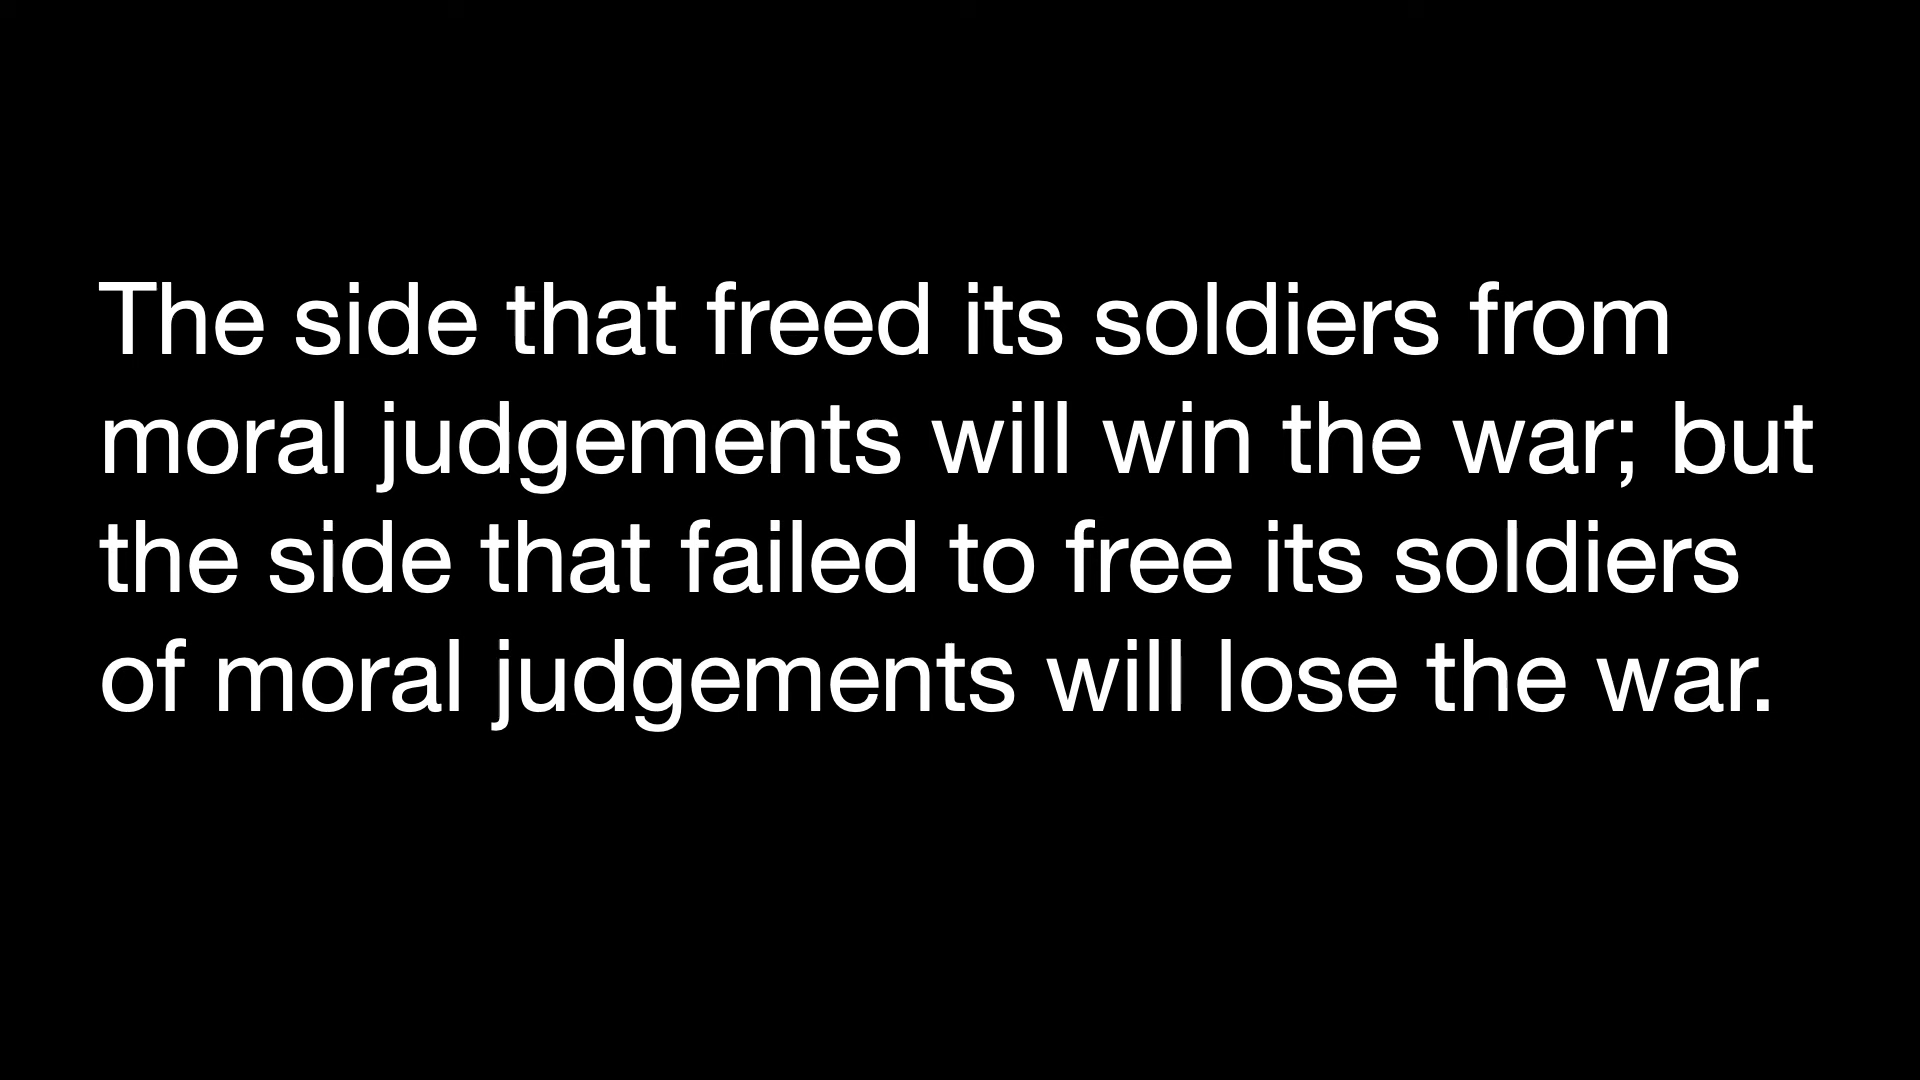 The side that freed its soldiers from
moral judgements will win the war; but
the side that failed to free its soldiers
of moral judgements will lose the war.